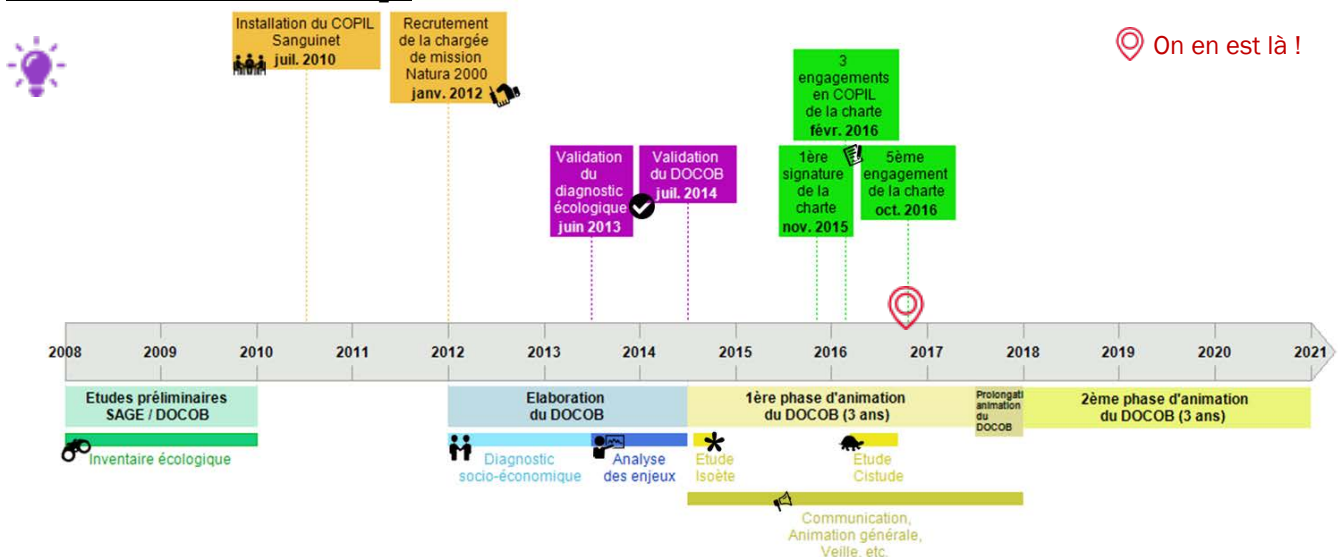 Installation du COPIL
Sanguinet
juil. 2010
Recrutement
de la chargée
de mission
Natura 2000
janv. 2012
On en est là !
3
engagements
en COPIL
de la charte
févr. 2016
Validation
du
diagnostic
écologique
juin 2013
Validation
du DOCOB
juil. 2014
1ère
signature
de la
charte
nov. 2015
5ème
engagement
de la charte
oct. 2016
2008 2009 2010 2011 2012 2013 2014 2015 2016 2017 2018 2019 2020 2021
Etudes préliminaires
SAGE / DOCOB
Elaboration
du DOCOB
1ère phase d'animation
du DOCOB (3 ans)
Prolongati
animation
du
DOCOB
2ème phase d'animation
du DOCOB (3 ans)
Inventaire écologique
Diagnostic
socio-économique
Analyse
des enjeux
Etude
Isoète
Etude
Cistude
Communication,
Animation générale,
Veille, etc.